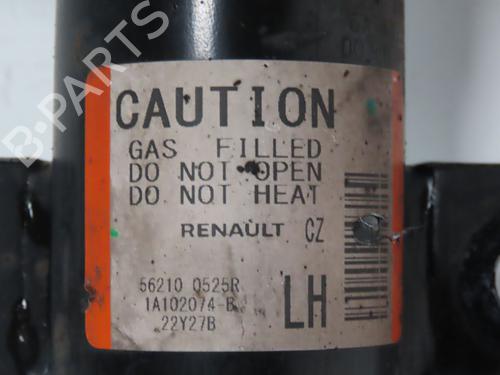 CAUTION
GAS FILLED
DO NOT OPEN
DO NOT HEAT
RENAULT CZ
56210 0525R
1A102074-B
22Y27B
LH
B-PARTS